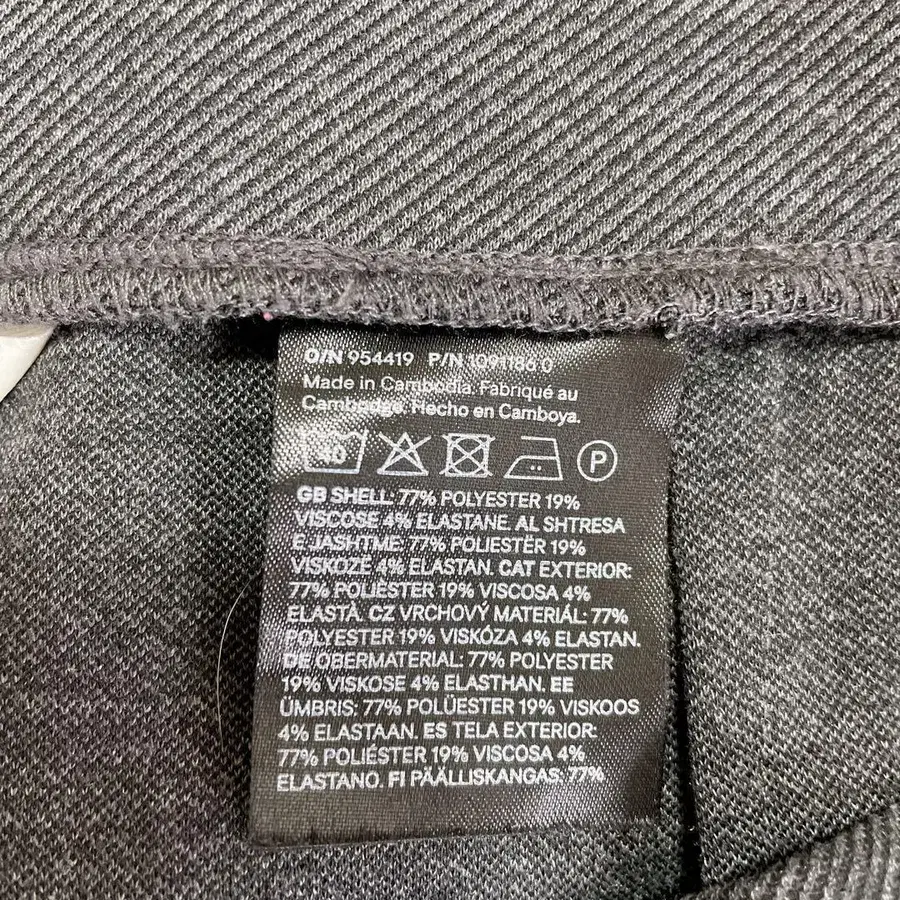 O/N 954419 P/N 1091186 0
Made in Cambodia. Fabriqué au
Cambodge. Hecho en Camboya.
40
P
GB SHELL: 77% POLYESTER 19%
VISCOSE 4% ELASTANE. AL SHTRESA
E JASHTME: 77% POLIESTËR 19%
VISKOZE 4% ELASTAN. CAT EXTERIOR:
77% POLIÈSTER 19% VISCOSA 4%
ELASTÀ. CZ VRCHOVÝ MATERIÁL: 77%
POLYESTER 19% VISKÓZA 4% ELASTAN.
DE OBERMATERIAL: 77% POLYESTER
19% VISKOSE 4% ELASTHAN. EE
ÜMBRIS: 77% POLÜESTER 19% VISKOOS
4% ELASTAAN. ES TELA EXTERIOR:
77% POLIÉSTER 19% VISCOSA 4%
ELASTANO. FI PÄÄLLISKANGAS: 77%